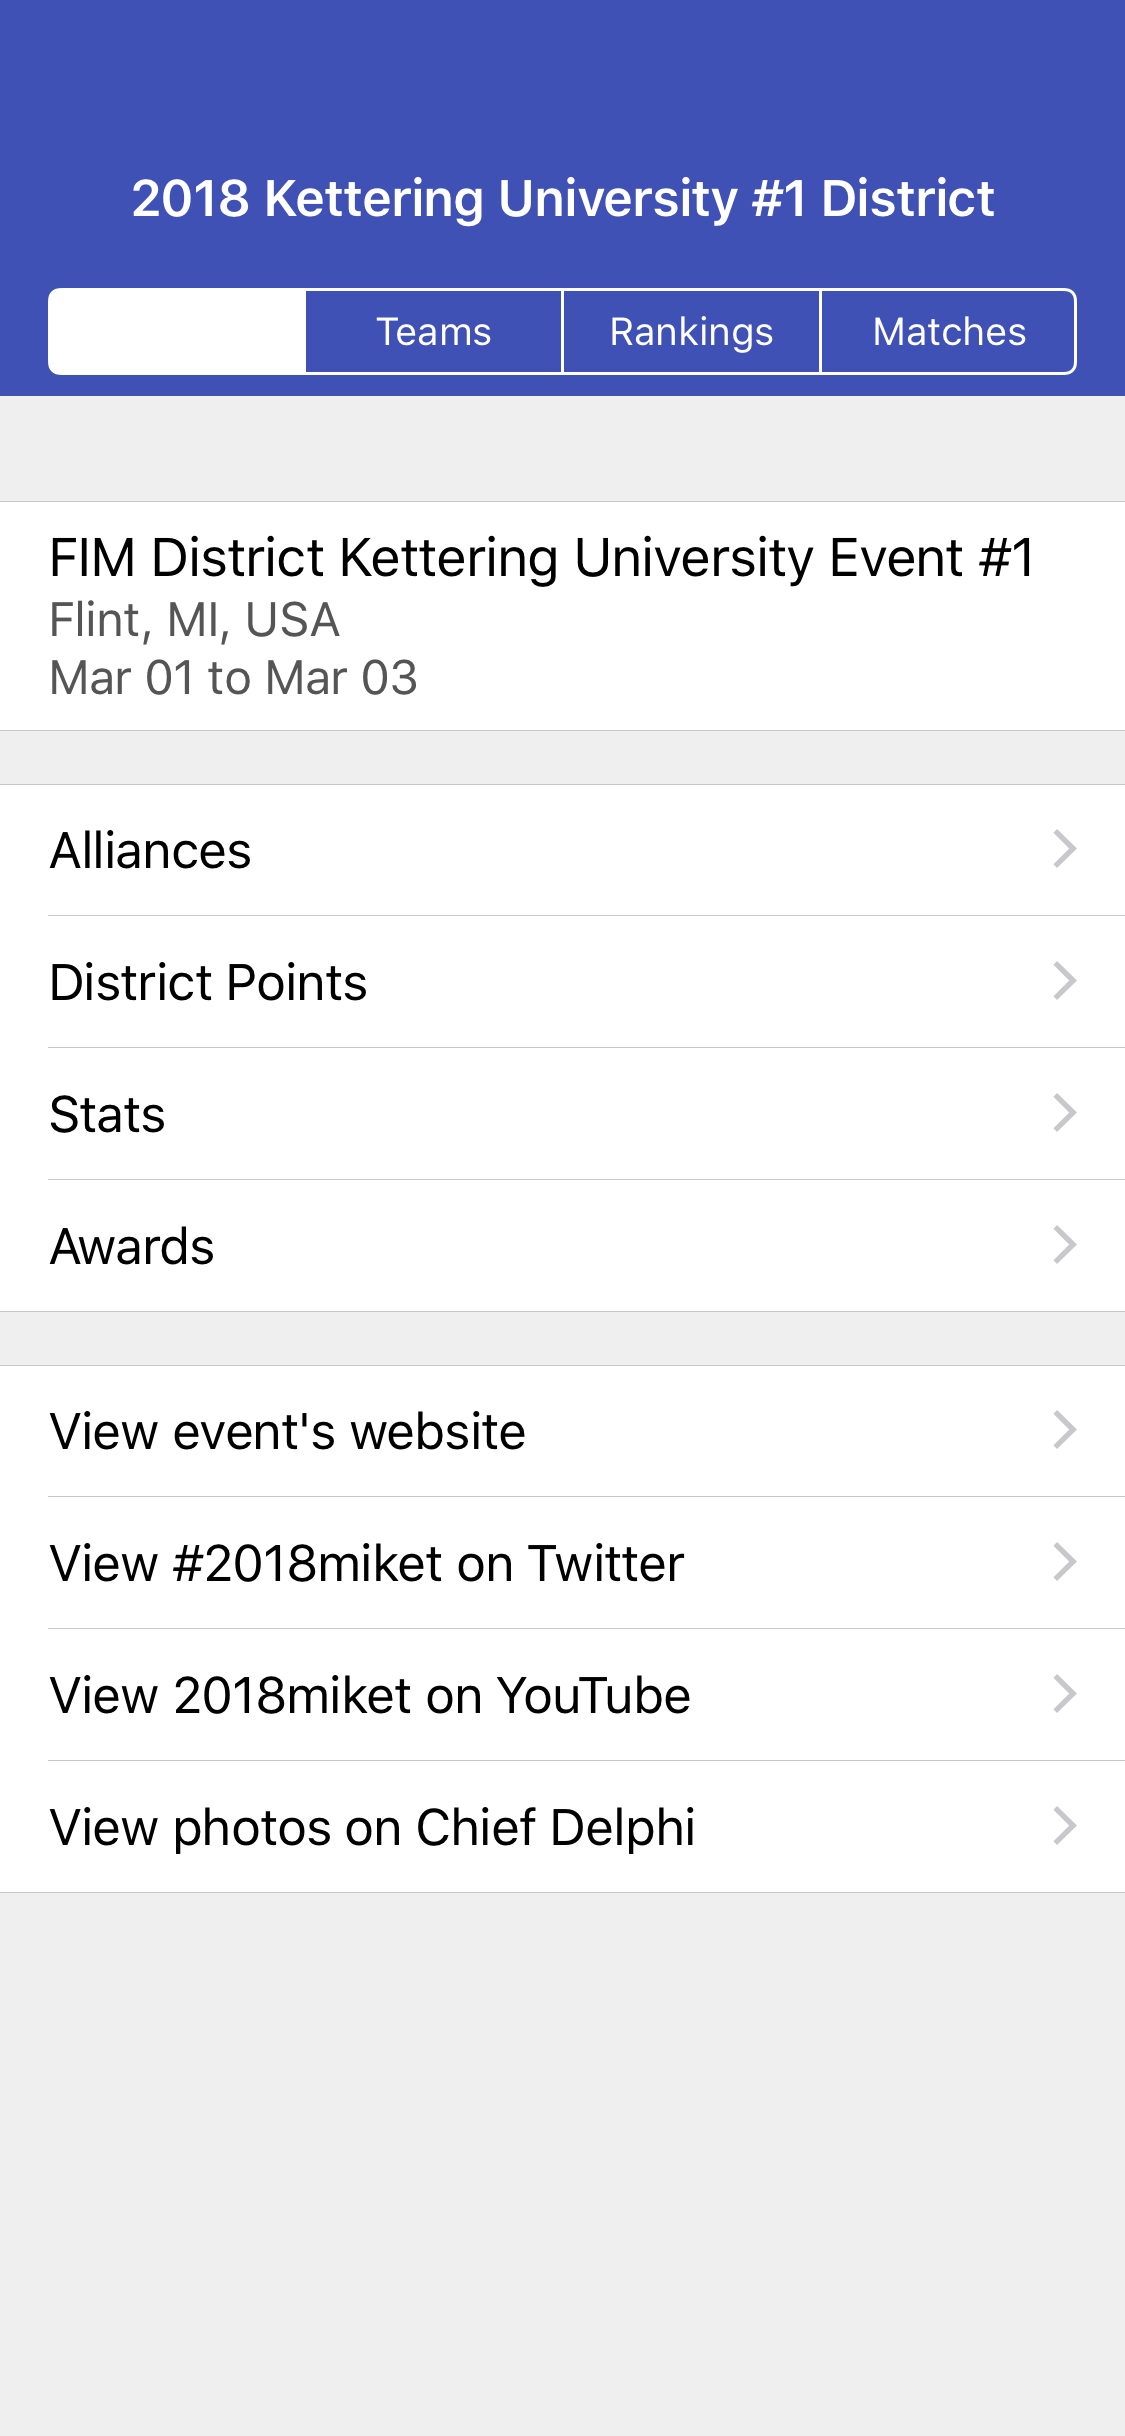 2018 Kettering University #1 District
Teams
Rankings
Matches
FIM District Kettering University Event #1
Flint, MI, USA
Mar 01 to Mar 03
Alliances
District Points
Stats
Awards
View event's website
View #2018miket on Twitter
View 2018miket on YouTube
View photos on Chief Delphi